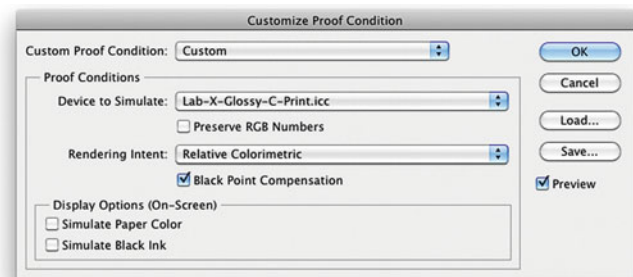 Customize Proof Condition
Custom Proof Condition: Custom
OK
Proof Conditions
Cancel
Device to Simulate: Lab-X-Glossy-C-Print.icc
Preserve RGB Numbers
Load...
Rendering Intent: Relative Colorimetric
Save...
Black Point Compensation
Preview
Display Options (On-Screen)
Simulate Paper Color
Simulate Black Ink